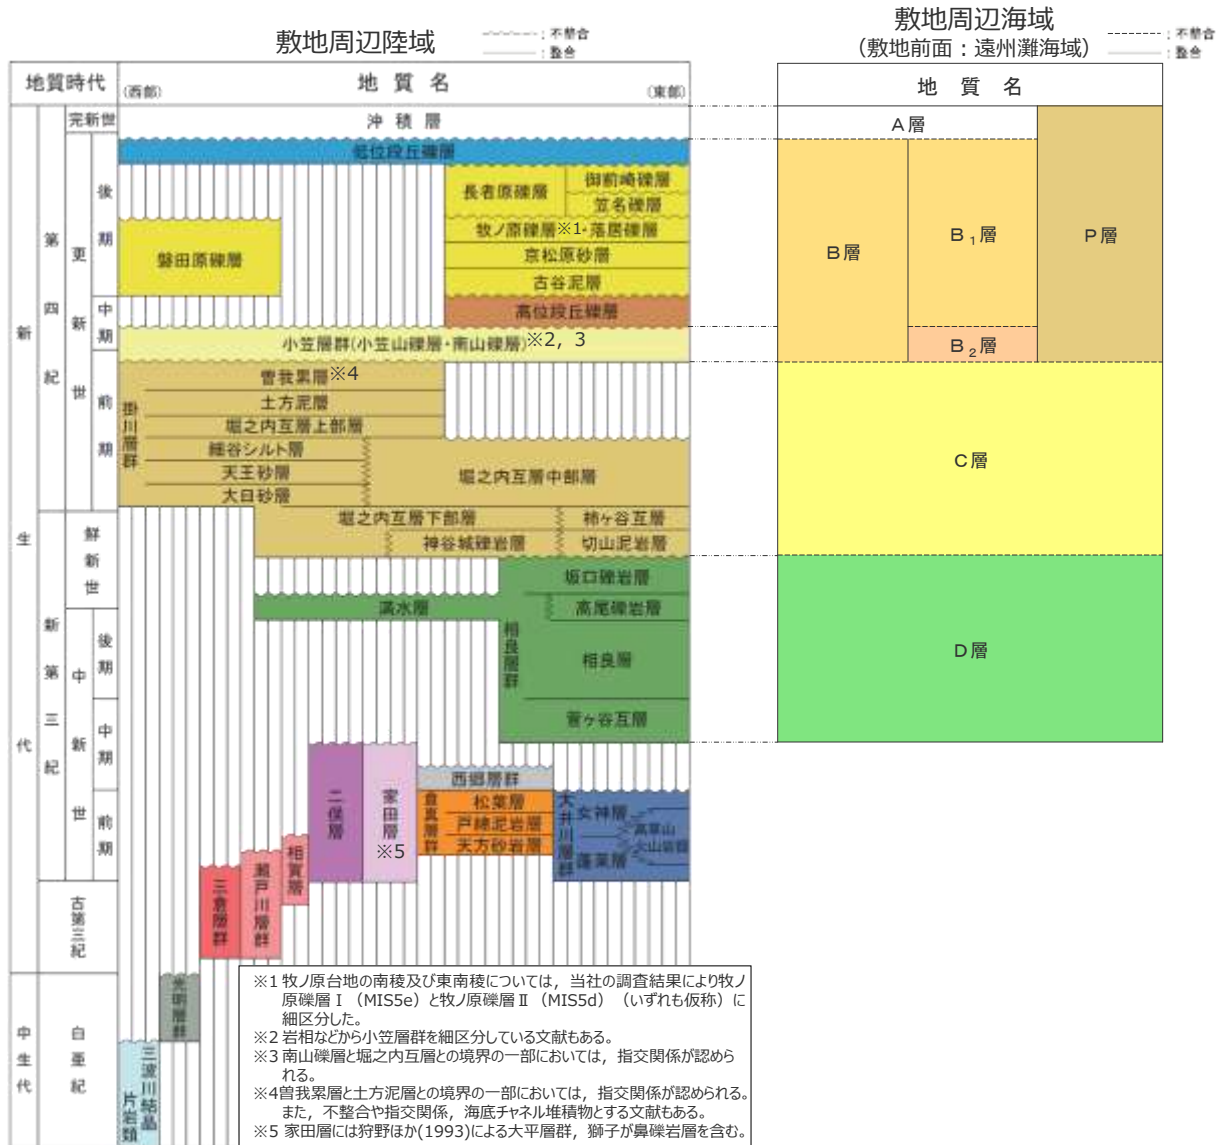 敷地周辺陸域
：不整合
：整合
敷地周辺海域
(敷地前面：遠州灘海域)
：不整合
：整合
地質時代
(西部)
地質名
(東部)
地質名
新生代
第四紀
完新世
更新世
後期
中期
前期
新第三紀
鮮新世
中新世
後期
中期
前期
古第三紀
中生代
白亜紀
沖積層
低位段丘礫層
長者原礫層
御前崎礫層
笠名礫層
牧ノ原礫層※1・落居礫層
京松原砂層
古谷泥層
磐田原礫層
高位段丘礫層
小笠層群(小笠山礫層・南山礫層)※2，3
掛川層群
曽我累層※4
土方泥層
堀之内互層上部層
細谷シルト層
天王砂層
大日砂層
堀之内互層中部層
堀之内互層下部層
柿ヶ谷互層
神谷城礫岩層
切山泥岩層
坂口礫岩層
満水層
高尾礫岩層
相良層群
相良層
菅ヶ谷互層
二俣層
家田層
※5
西郷層群
倉真層群
松葉層
戸綿泥岩層
天方砂岩層
大井川層群
女神層
高草山
火山岩類
蓬莱層
相賀層
瀬戸川層群
三倉層群
光明層群
三波川結晶
片岩類
A層
B層
B₁層
B₂層
P層
C層
D層
※1 牧ノ原台地の南稜及び東南稜については，当社の調査結果により牧ノ
原礫層Ⅰ（MIS5e）と牧ノ原礫層Ⅱ（MIS5d）（いずれも仮称）に
細区分した。
※2 岩相などから小笠層群を細区分している文献もある。
※3 南山礫層と堀之内互層との境界の一部においては，指交関係が認めら
れる。
※4曽我累層と土方泥層との境界の一部においては，指交関係が認められる。
また，不整合や指交関係，海底チャネル堆積物とする文献もある。
※5 家田層には狩野ほか(1993)による大平層群，獅子が鼻礫岩層を含む。